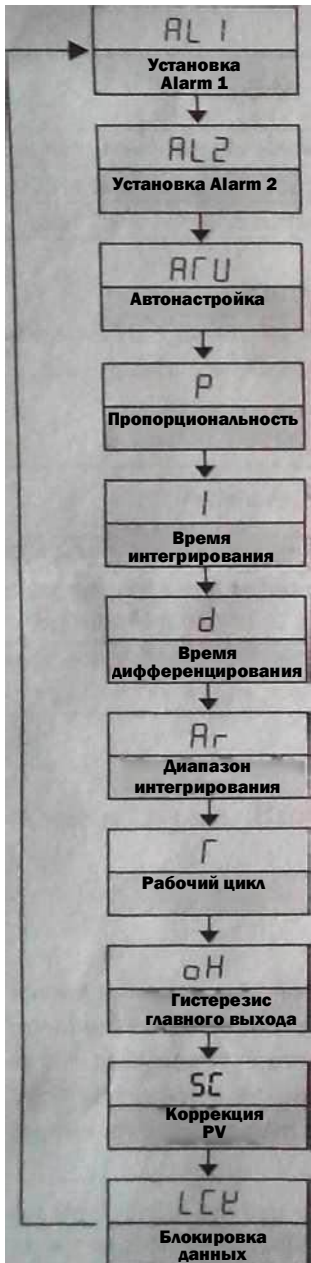 AL1
Установка
Alarm 1
AL2
Установка Alarm 2
ATU
Автонастройка
P
Пропорциональность
I
Время
интегрирования
d
Время
дифференцирования
Ar
Диапазон
интегрирования
T
Рабочий цикл
oH
Гистерезис
главного выхода
SC
Коррекция
PV
LCK
Блокировка
данных